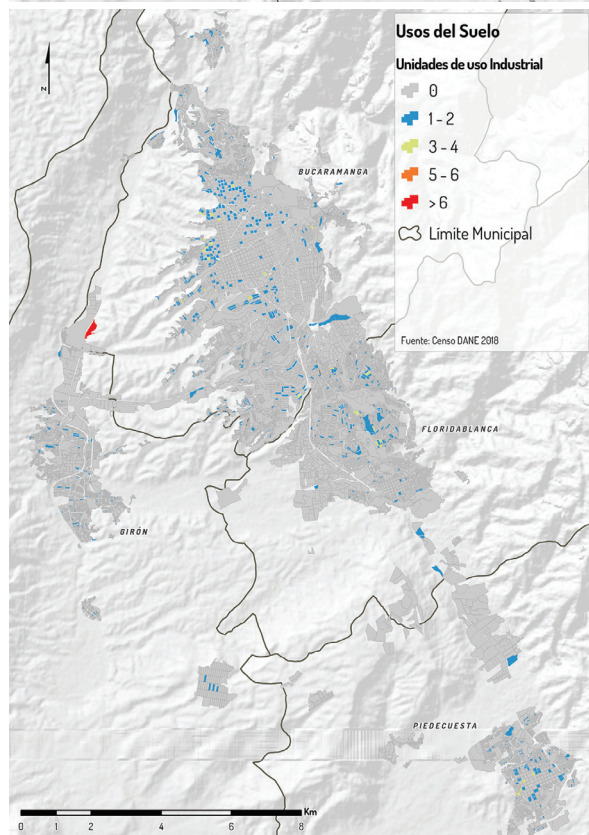 Usos del Suelo
Unidades de uso Industrial
0
1 - 2
3 - 4
5 - 6
>6
Límite Municipal
Fuente: Censo DANE 2018
N
BUCARAMANGA
FLORIDABLANCA
GIRÓN
PIEDECUESTA
Km
0 1 2 4 6 8